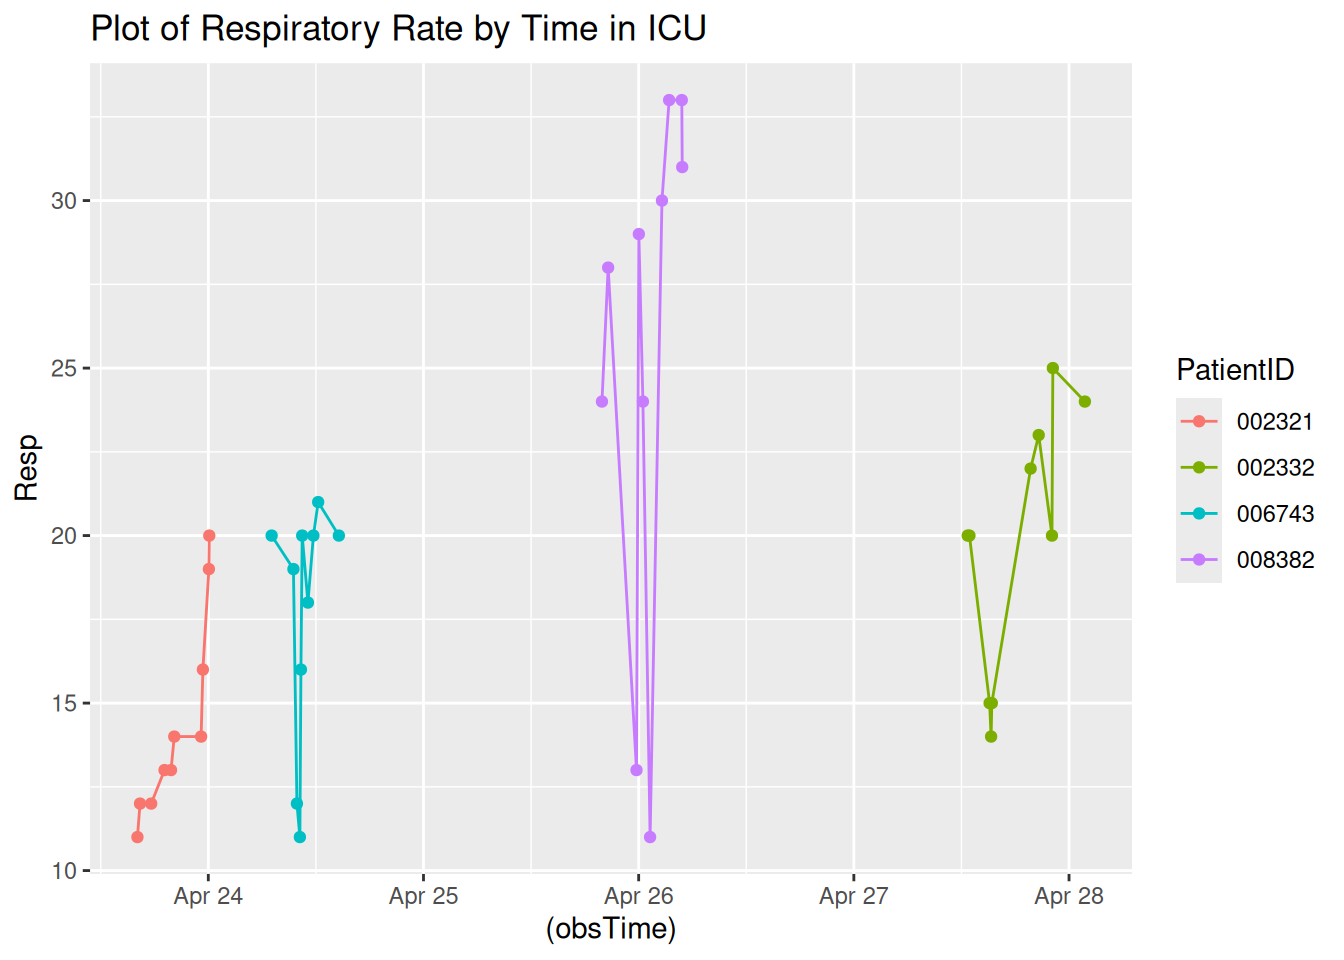 Plot of Respiratory Rate by Time in ICU
30
25
20
15
10
Resp
Apr 24
Apr 25
Apr 26
Apr 27
Apr 28
(obsTime)
PatientID
002321
002332
006743
008382